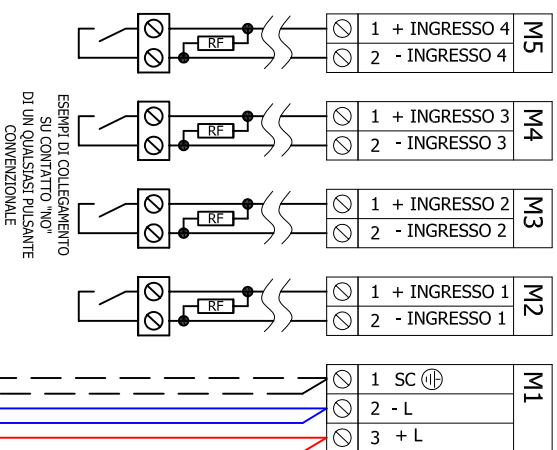 1 + INGRESSO 4
RF
2 - INGRESSO 4
M5
1 + INGRESSO 3
RF
2 - INGRESSO 3
M4
ESEMPI DI COLLEGAMENTO
SU CONTATTO "NO"
DI UN QUALSIASI PULSANTE
CONVENZIONALE
1 + INGRESSO 2
RF
2 - INGRESSO 2
M3
1 + INGRESSO 1
RF
2 - INGRESSO 1
M2
1 SC
2 - L
3 + L
M1